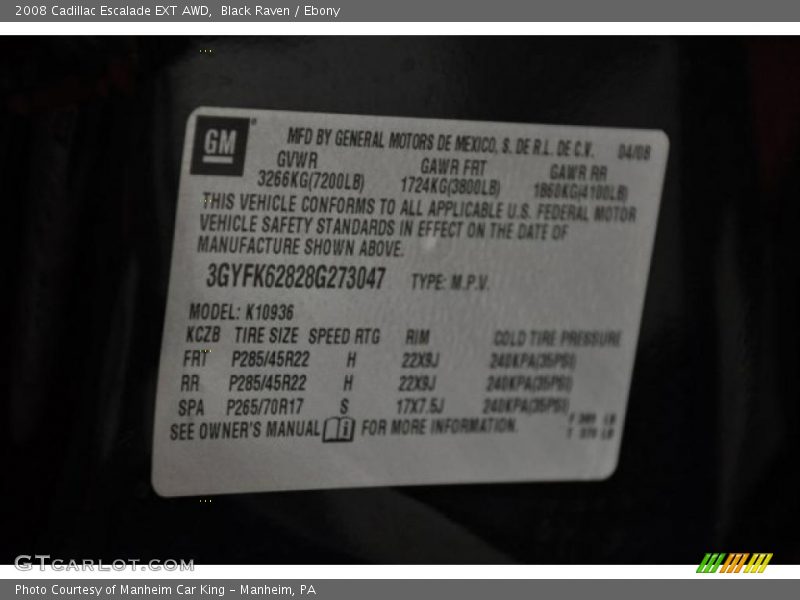 2008 Cadillac Escalade EXT AWD, Black Raven / Ebony
GM
MFD BY GENERAL MOTORS DE MEXICO, S. DE R.L. DE C.V. 04/08
GVWR GAWR FRT GAWR RR
3266KG(7200LB) 1724KG(3800LB) 1860KG(4100LB)
THIS VEHICLE CONFORMS TO ALL APPLICABLE U.S. FEDERAL MOTOR
VEHICLE SAFETY STANDARDS IN EFFECT ON THE DATE OF
MANUFACTURE SHOWN ABOVE.
3GYFK62828G273047 TYPE: M.P.V.
MODEL: K10936
KCZB TIRE SIZE SPEED RTG RIM COLD TIRE PRESSURE
FRT P285/45R22 H 22X9J 240KPA(35PSI)
RR P285/45R22 H 22X9J 240KPA(35PSI)
SPA P265/70R17 S 17X7.5J 240KPA(35PSI)
SEE OWNER'S MANUAL FOR MORE INFORMATION.
GTCARLOT.COM
Photo Courtesy of Manheim Car King - Manheim, PA